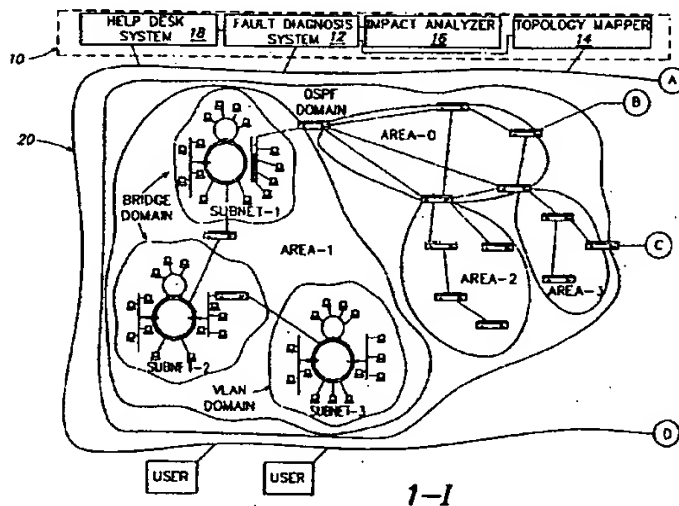 HELP DESK
SYSTEM 18
FAULT DIAGNOSIS
SYSTEM 12
IMPACT ANALYZER
16
TOPOLOGY MAPPER
14
10
20
OSPF
DOMAIN
A
B
AREA-0
BRIDGE
DOMAIN
SUBNET-1
AREA-1
C
AREA-2
AREA-3
SUBNET-2
VLAN
DOMAIN
SUBNET-3
D
USER
USER
1-I